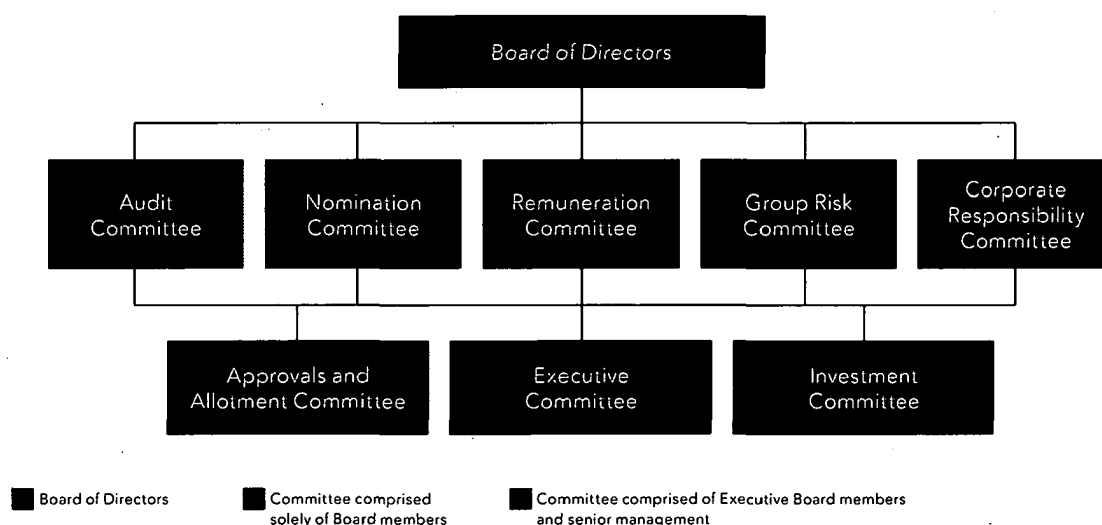 Board of Directors
Audit
Committee
Nomination
Committee
Remuneration
Committee
Group Risk
Committee
Corporate
Responsibility
Committee
Approvals and
Allotment Committee
Executive
Committee
Investment
Committee
Board of Directors
Committee comprised
solely of Board members
Committee comprised of Executive Board members
and senior management